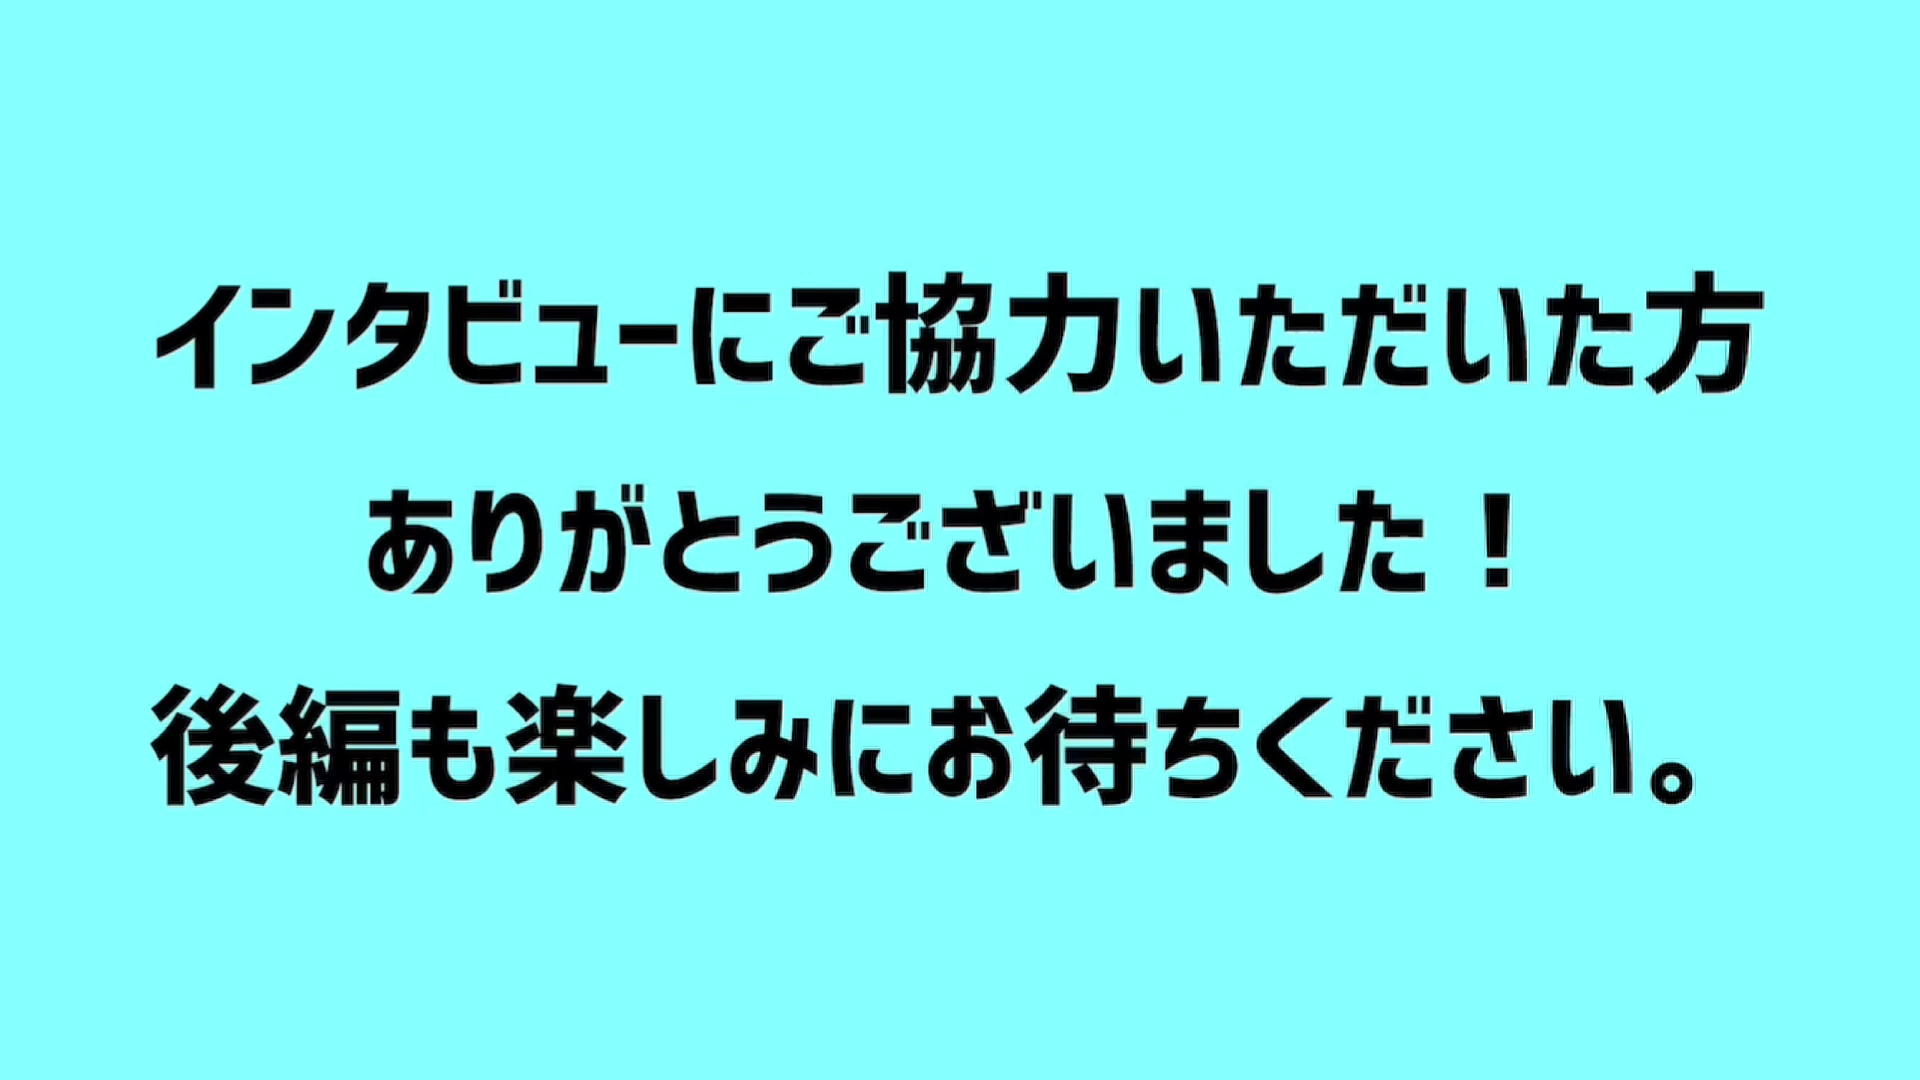 インタビューにご協力いただいた方
ありがとうございました！
後編も楽しみにお待ちください。